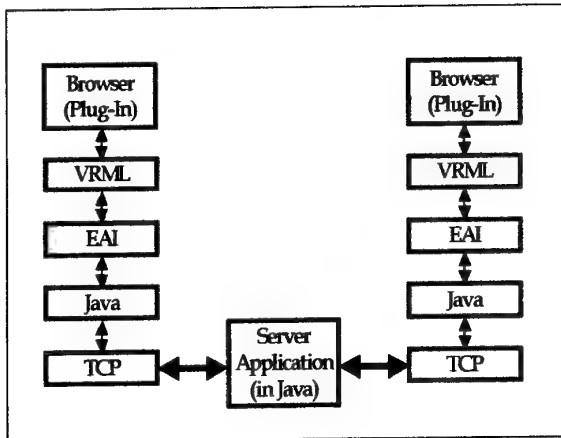 Browser
(Plug-In)
VRML
EAI
Java
TCP
Server
Application
(in Java)
Browser
(Plug-In)
VRML
EAI
Java
TCP